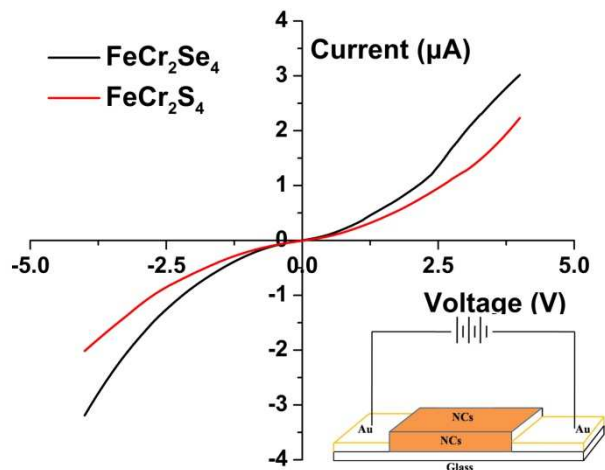 4
Current (µA)
FeCr₂Se₄
FeCr₂S₄
3
2
1
0
-5.0
-2.5
0.0
2.5
5.0
-1
Voltage (V)
-2
-3
NCs
Au
NCs
Au
-4
Glass